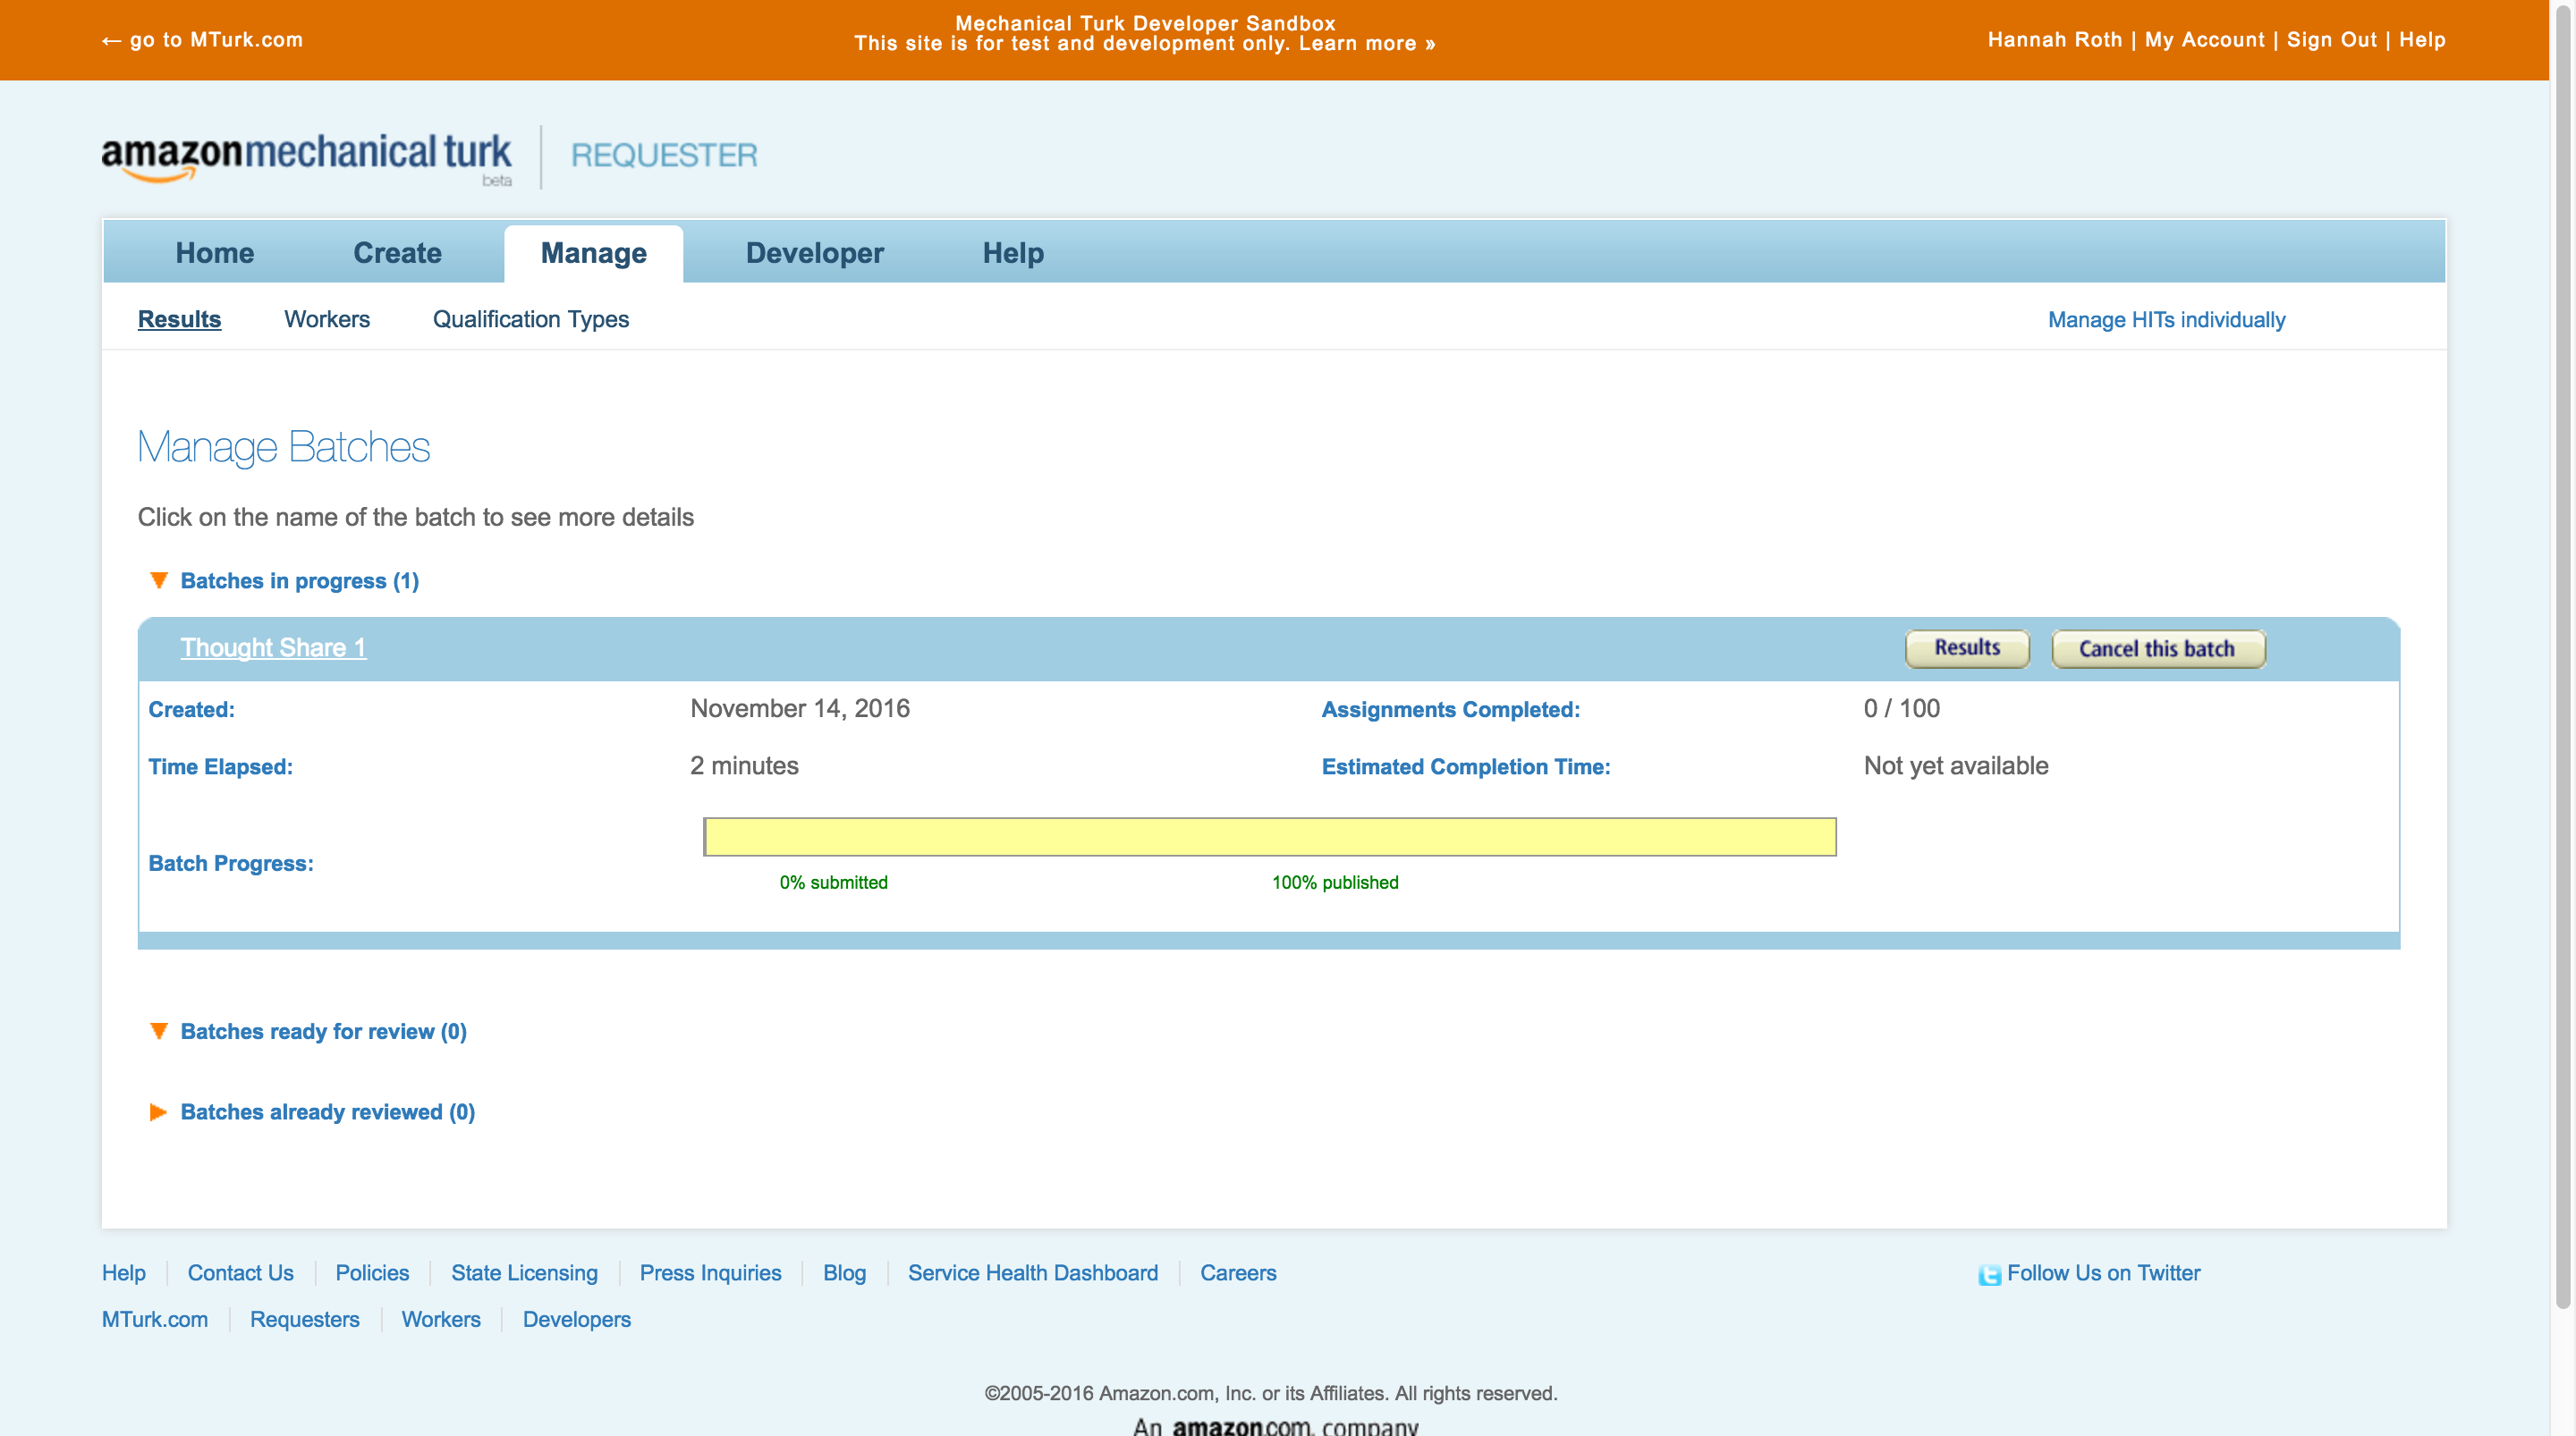 ← go to MTurk.com
Mechanical Turk Developer Sandbox
This site is for test and development only. Learn more »
Hannah Roth | My Account | Sign Out | Help
amazonmechanical turk
beta
REQUESTER
Home Create Manage Developer Help
Results Workers Qualification Types Manage HITs individually
Manage Batches
Click on the name of the batch to see more details
Batches in progress (1)
Thought Share 1 Results Cancel this batch
Created: November 14, 2016 Assignments Completed: 0 / 100
Time Elapsed: 2 minutes Estimated Completion Time: Not yet available
Batch Progress:
0% submitted 100% published
Batches ready for review (0)
Batches already reviewed (0)
Help Contact Us Policies State Licensing Press Inquiries Blog Service Health Dashboard Careers Follow Us on Twitter
MTurk.com Requesters Workers Developers
©2005-2016 Amazon.com, Inc. or its Affiliates. All rights reserved.
An amazon.com. company